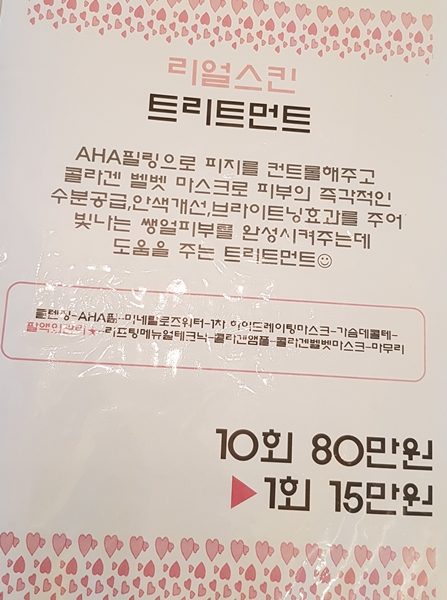 리얼스킨
트리트먼트
AHA필링으로 피지를 컨트롤해주고
콜라겐 벨벳 마스크로 피부의 즉각적인
수분공급,안색개선,브라이트닝효과를 주어
빛나는 쌩얼피부를 완성시켜주는데
도움을 주는 트리트먼트☺
-AHA필-미네랄로즈워터-1차 하이드레이팅마스크-가슴데콜테-
팔액와관리★-리프팅메뉴얼테크닉-콜라겐앰플-콜라겐벨벳마스크-마무리
10회 80만원
▶1회 15만원